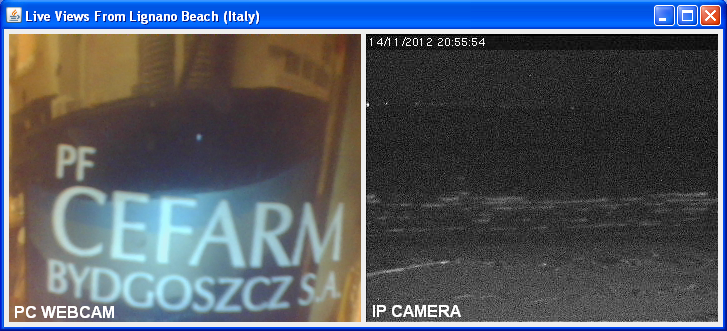 Live Views From Lignano Beach (Italy)
PF
CEFARM
BYDGOSZCZ S.A.
PC WEBCAM
14/11/2012 20:55:54
IP CAMERA